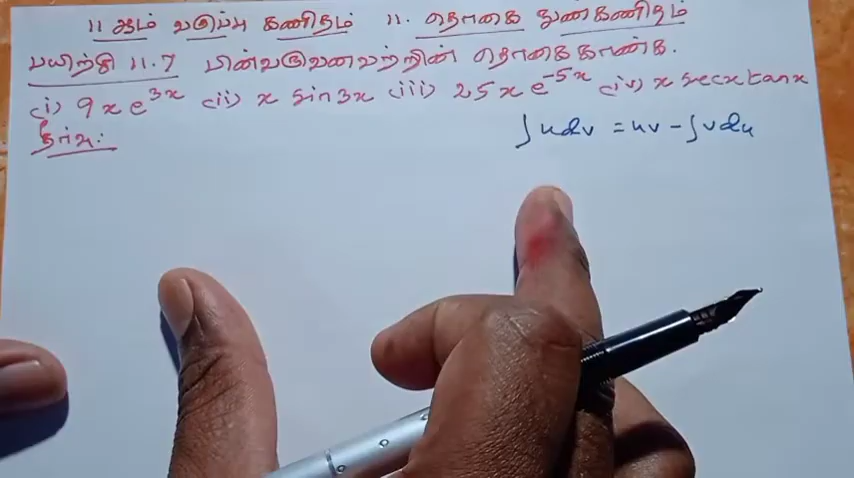 11 ஆம் வகுப்பு கணிதம் 11. தொகை நுண்கணிதம்
பயிற்சி 11.7 பின்வருவனவற்றின் தொகை காண்க.
(i) 9xe^{3x} (ii) x sin3x (iii) 25xe^{-5x} (iv) x secx tanx
தீர்வு: ∫udv = uv - ∫vdu